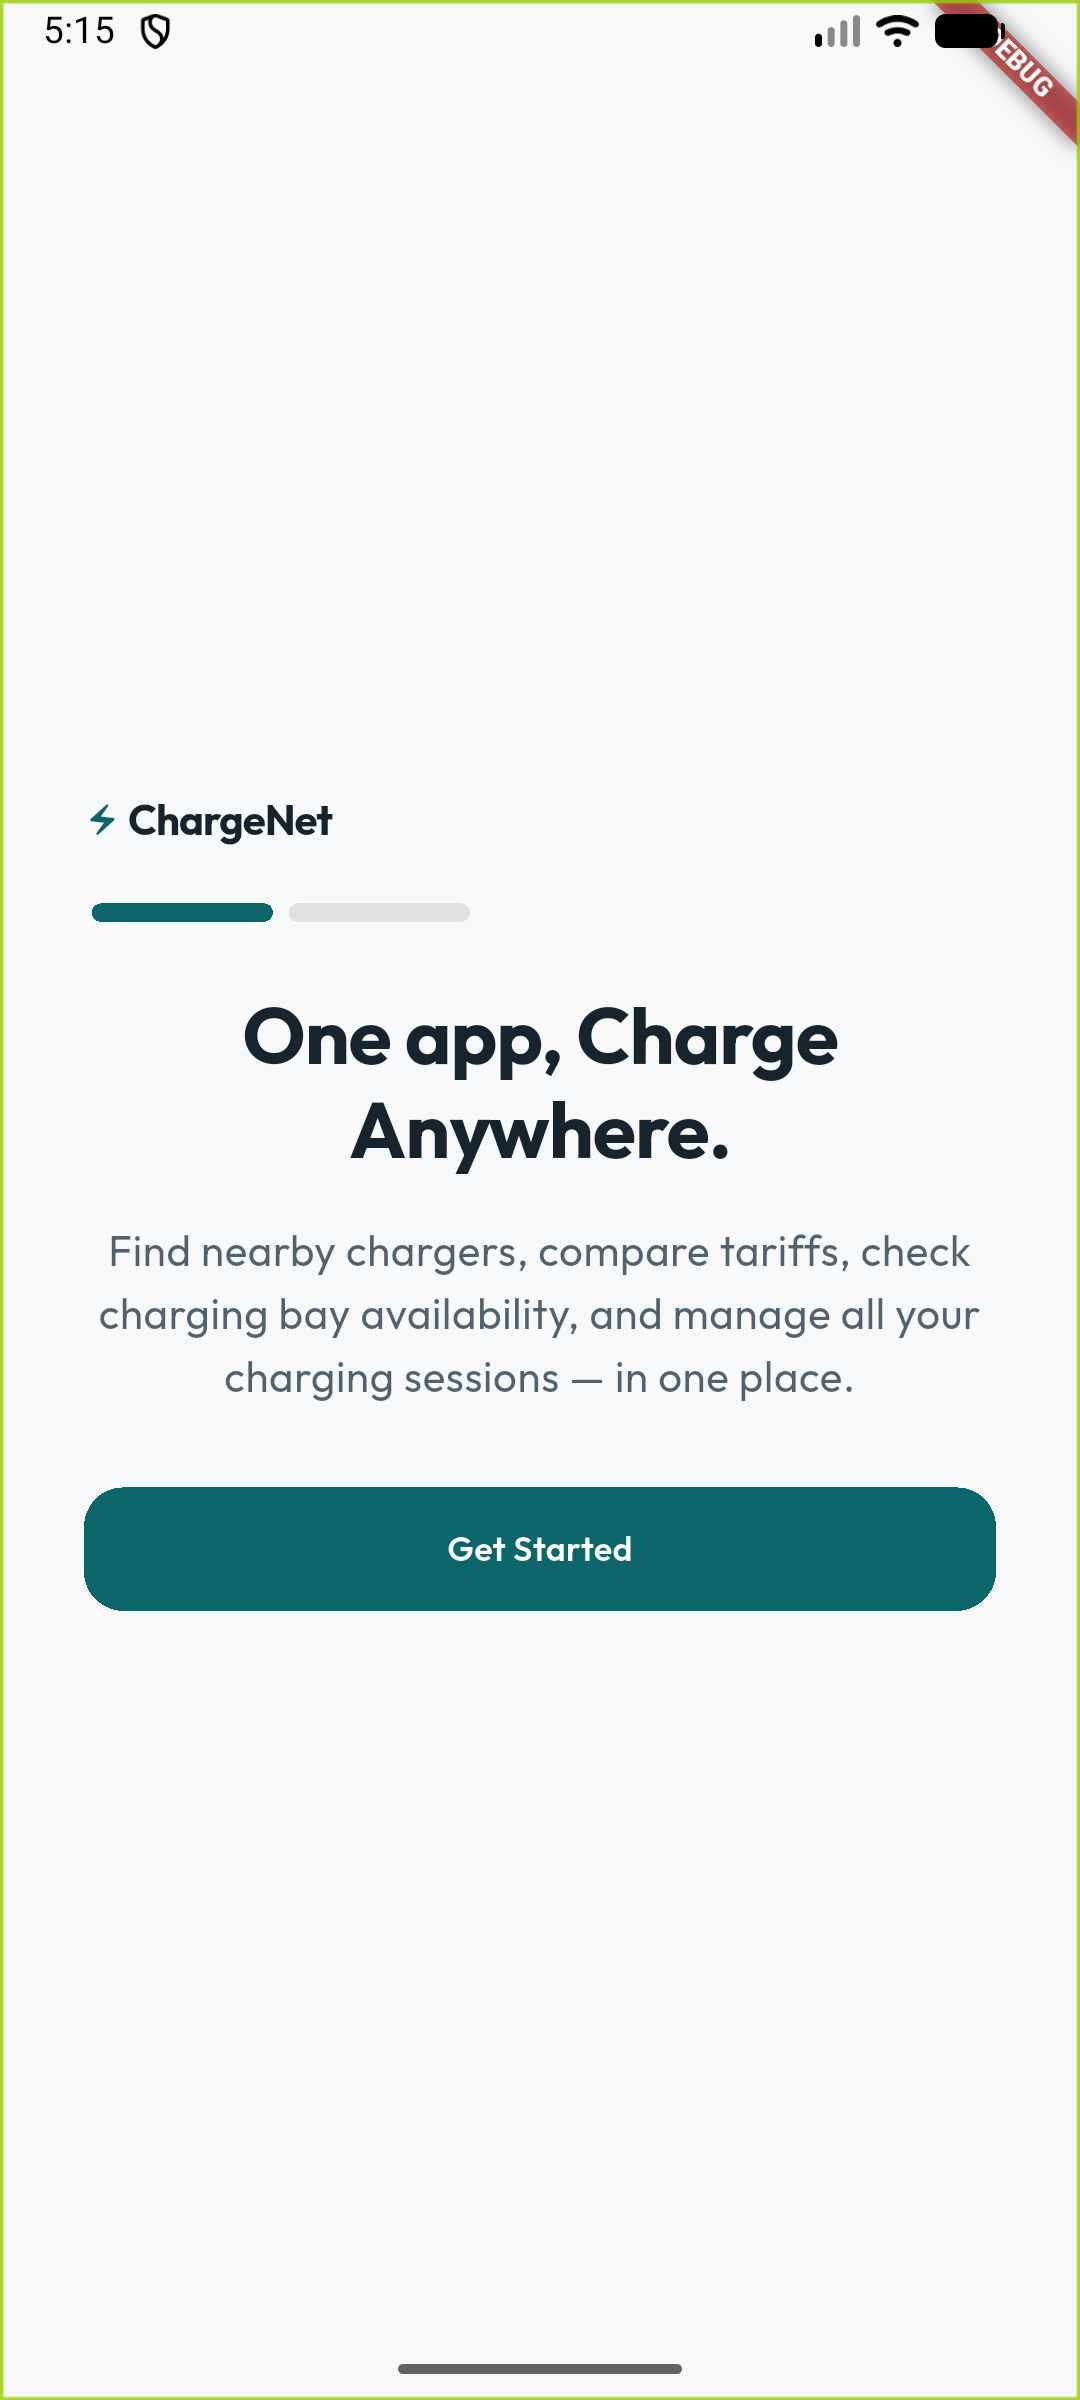 5:15
EBUG
ChargeNet
One app, Charge
Anywhere.
Find nearby chargers, compare tariffs, check
charging bay availability, and manage all your
charging sessions — in one place.
Get Started